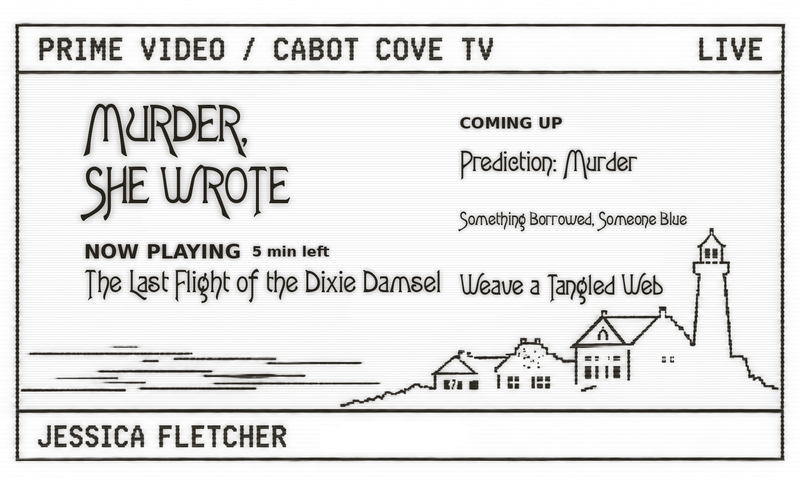 PRIME VIDEO / CABOT COVE TV LIVE
MURDER,
SHE WROTE
NOW PLAYING 5 min left
The Last Flight of the Dixie Damsel
COMING UP
Prediction: Murder
Something Borrowed, Someone Blue
Weave a Tangled Web
JESSICA FLETCHER